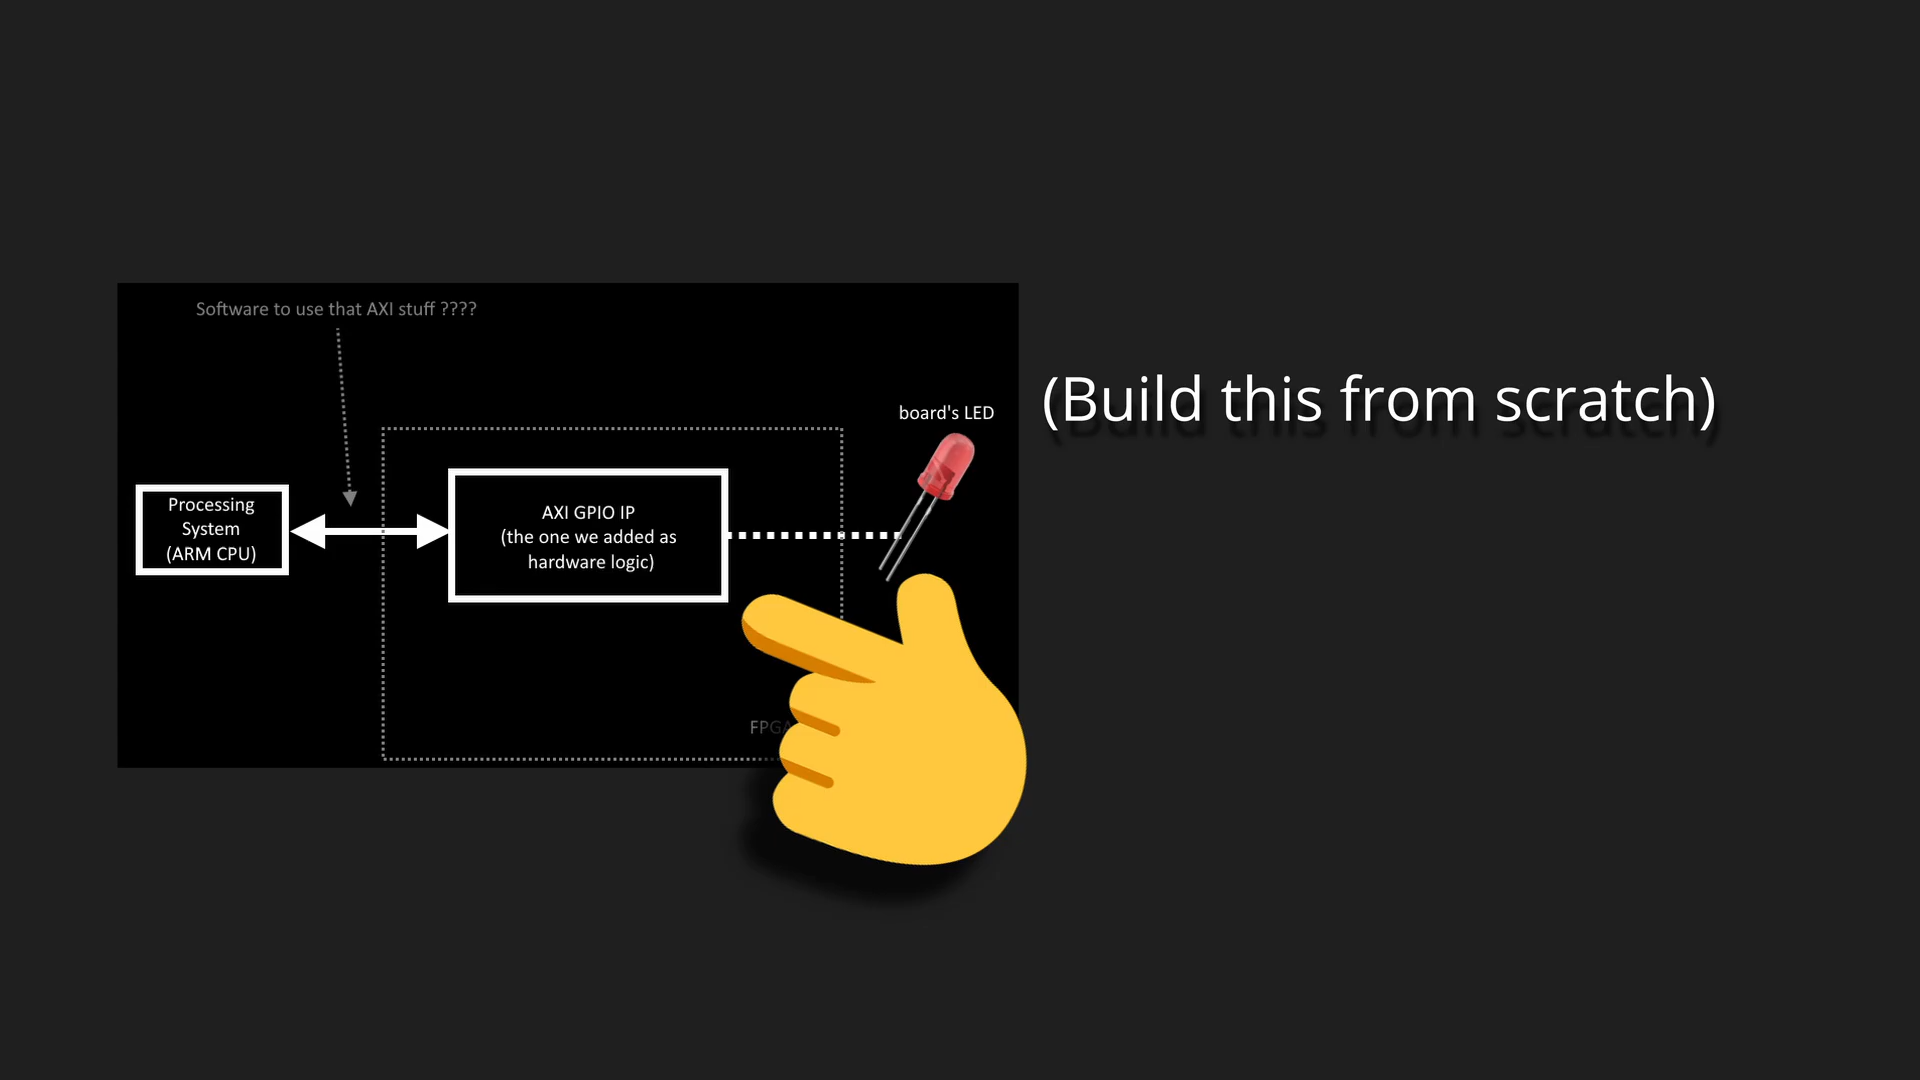 Software to use that AXI stuff ????
(Build this from scratch)
board's LED
Processing
System
(ARM CPU)
AXI GPIO IP
(the one we added as
hardware logic)
FPGA